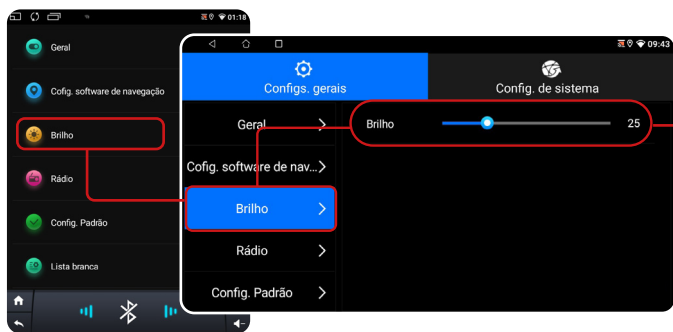 01:18
Geral
Cofig. software de navegação
Brilho
Rádio
Config. Padrão
Lista branca
09:43
Configs. gerais
Config. de sistema
Geral
Cofig. software de nav...
Brilho
Rádio
Config. Padrão
Brilho 25